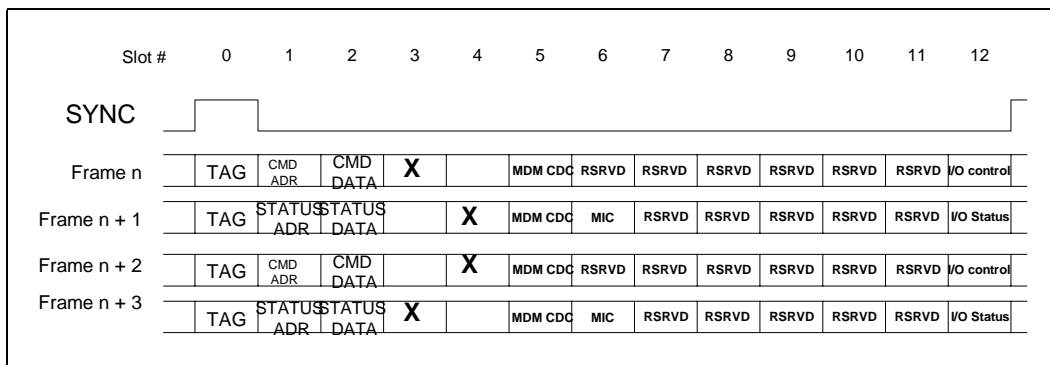 Slot # 0 1 2 3 4 5 6 7 8 9 10 11 12
SYNC
Frame n TAG CMD ADR CMD DATA X MDM CDC RSRVD RSRVD RSRVD RSRVD RSRVD RSRVD I/O control
Frame n + 1 TAG STATUS ADR STATUS DATA X MDM CDC MIC RSRVD RSRVD RSRVD RSRVD RSRVD I/O Status
Frame n + 2 TAG CMD ADR CMD DATA X MDM CDC RSRVD RSRVD RSRVD RSRVD RSRVD RSRVD I/O control
Frame n + 3 TAG STATUS ADR STATUS DATA X MDM CDC MIC RSRVD RSRVD RSRVD RSRVD RSRVD I/O Status